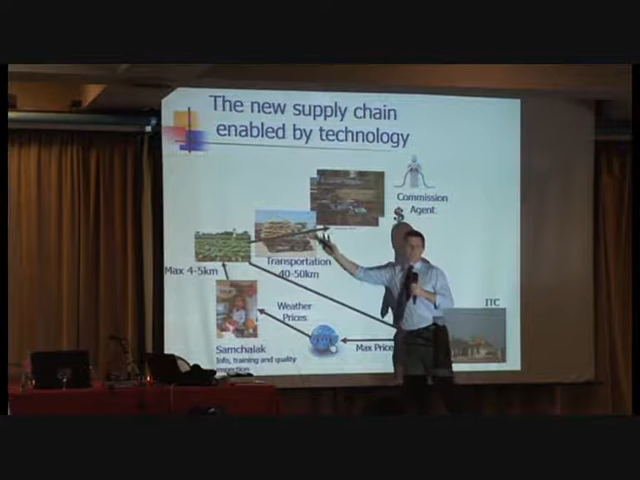 The new supply chain
enabled by technology
Commission
Agent
$
Transportation
40-50km
Max 4-5km
Weather
Prices
ITC
Max Price
Samchalak
Info, training and quality
inspection